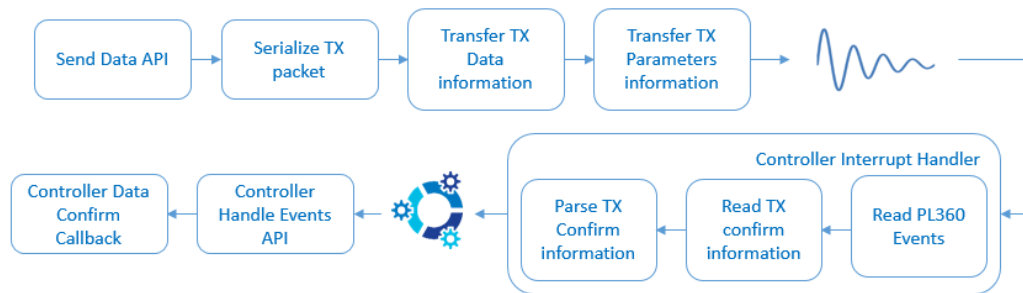 Send Data API
Serialize TX
packet
Transfer TX
Data
information
Transfer TX
Parameters
information
Controller Interrupt Handler
Controller Data
Confirm
Callback
Controller
Handle Events
API
Parse TX
Confirm
information
Read TX
confirm
information
Read PL360
Events